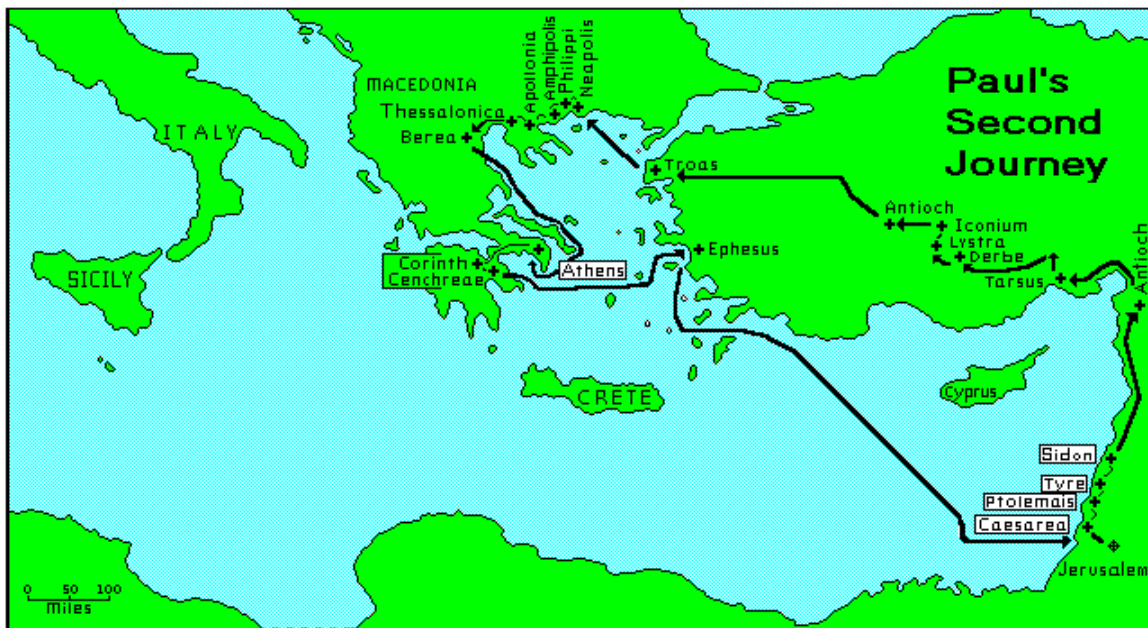 Paul's
Second
Journey
Apollonia
Amphipolis
Philippi
Neapolis
MACEDONIA
Thessalonica
Berea
ITALY
Troas
Antioch
Iconium
Lystra
Derbe
Tarsus
Antioch
Ephesus
Athens
Corinth
Cenchreae
SICILY
CRETE
Cyprus
Sidon
Tyre
Ptolemais
Caesarea
Jerusalem
0 50 100
Miles